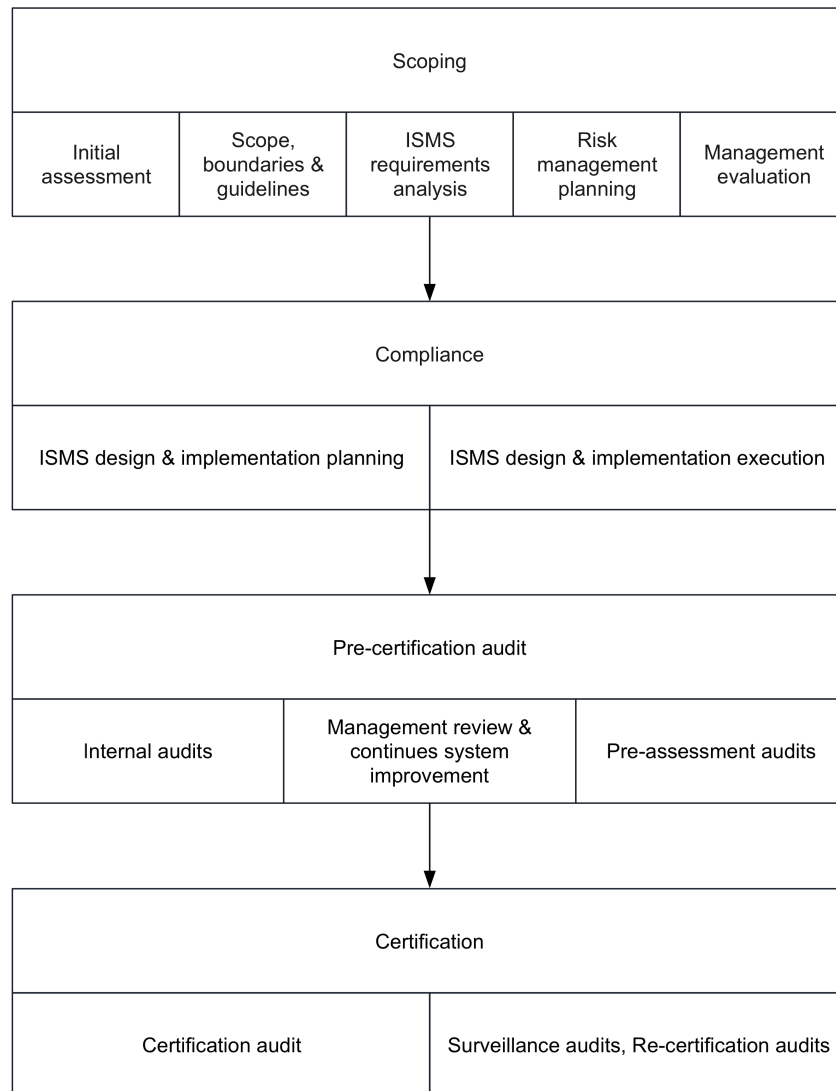 Scoping
Initial
assessment
Scope,
boundaries &
guidelines
ISMS
requirements
analysis
Risk
management
planning
Management
evaluation
Compliance
ISMS design & implementation planning
ISMS design & implementation execution
Pre-certification audit
Internal audits
Management review &
continues system
improvement
Pre-assessment audits
Certification
Certification audit
Surveillance audits, Re-certification audits